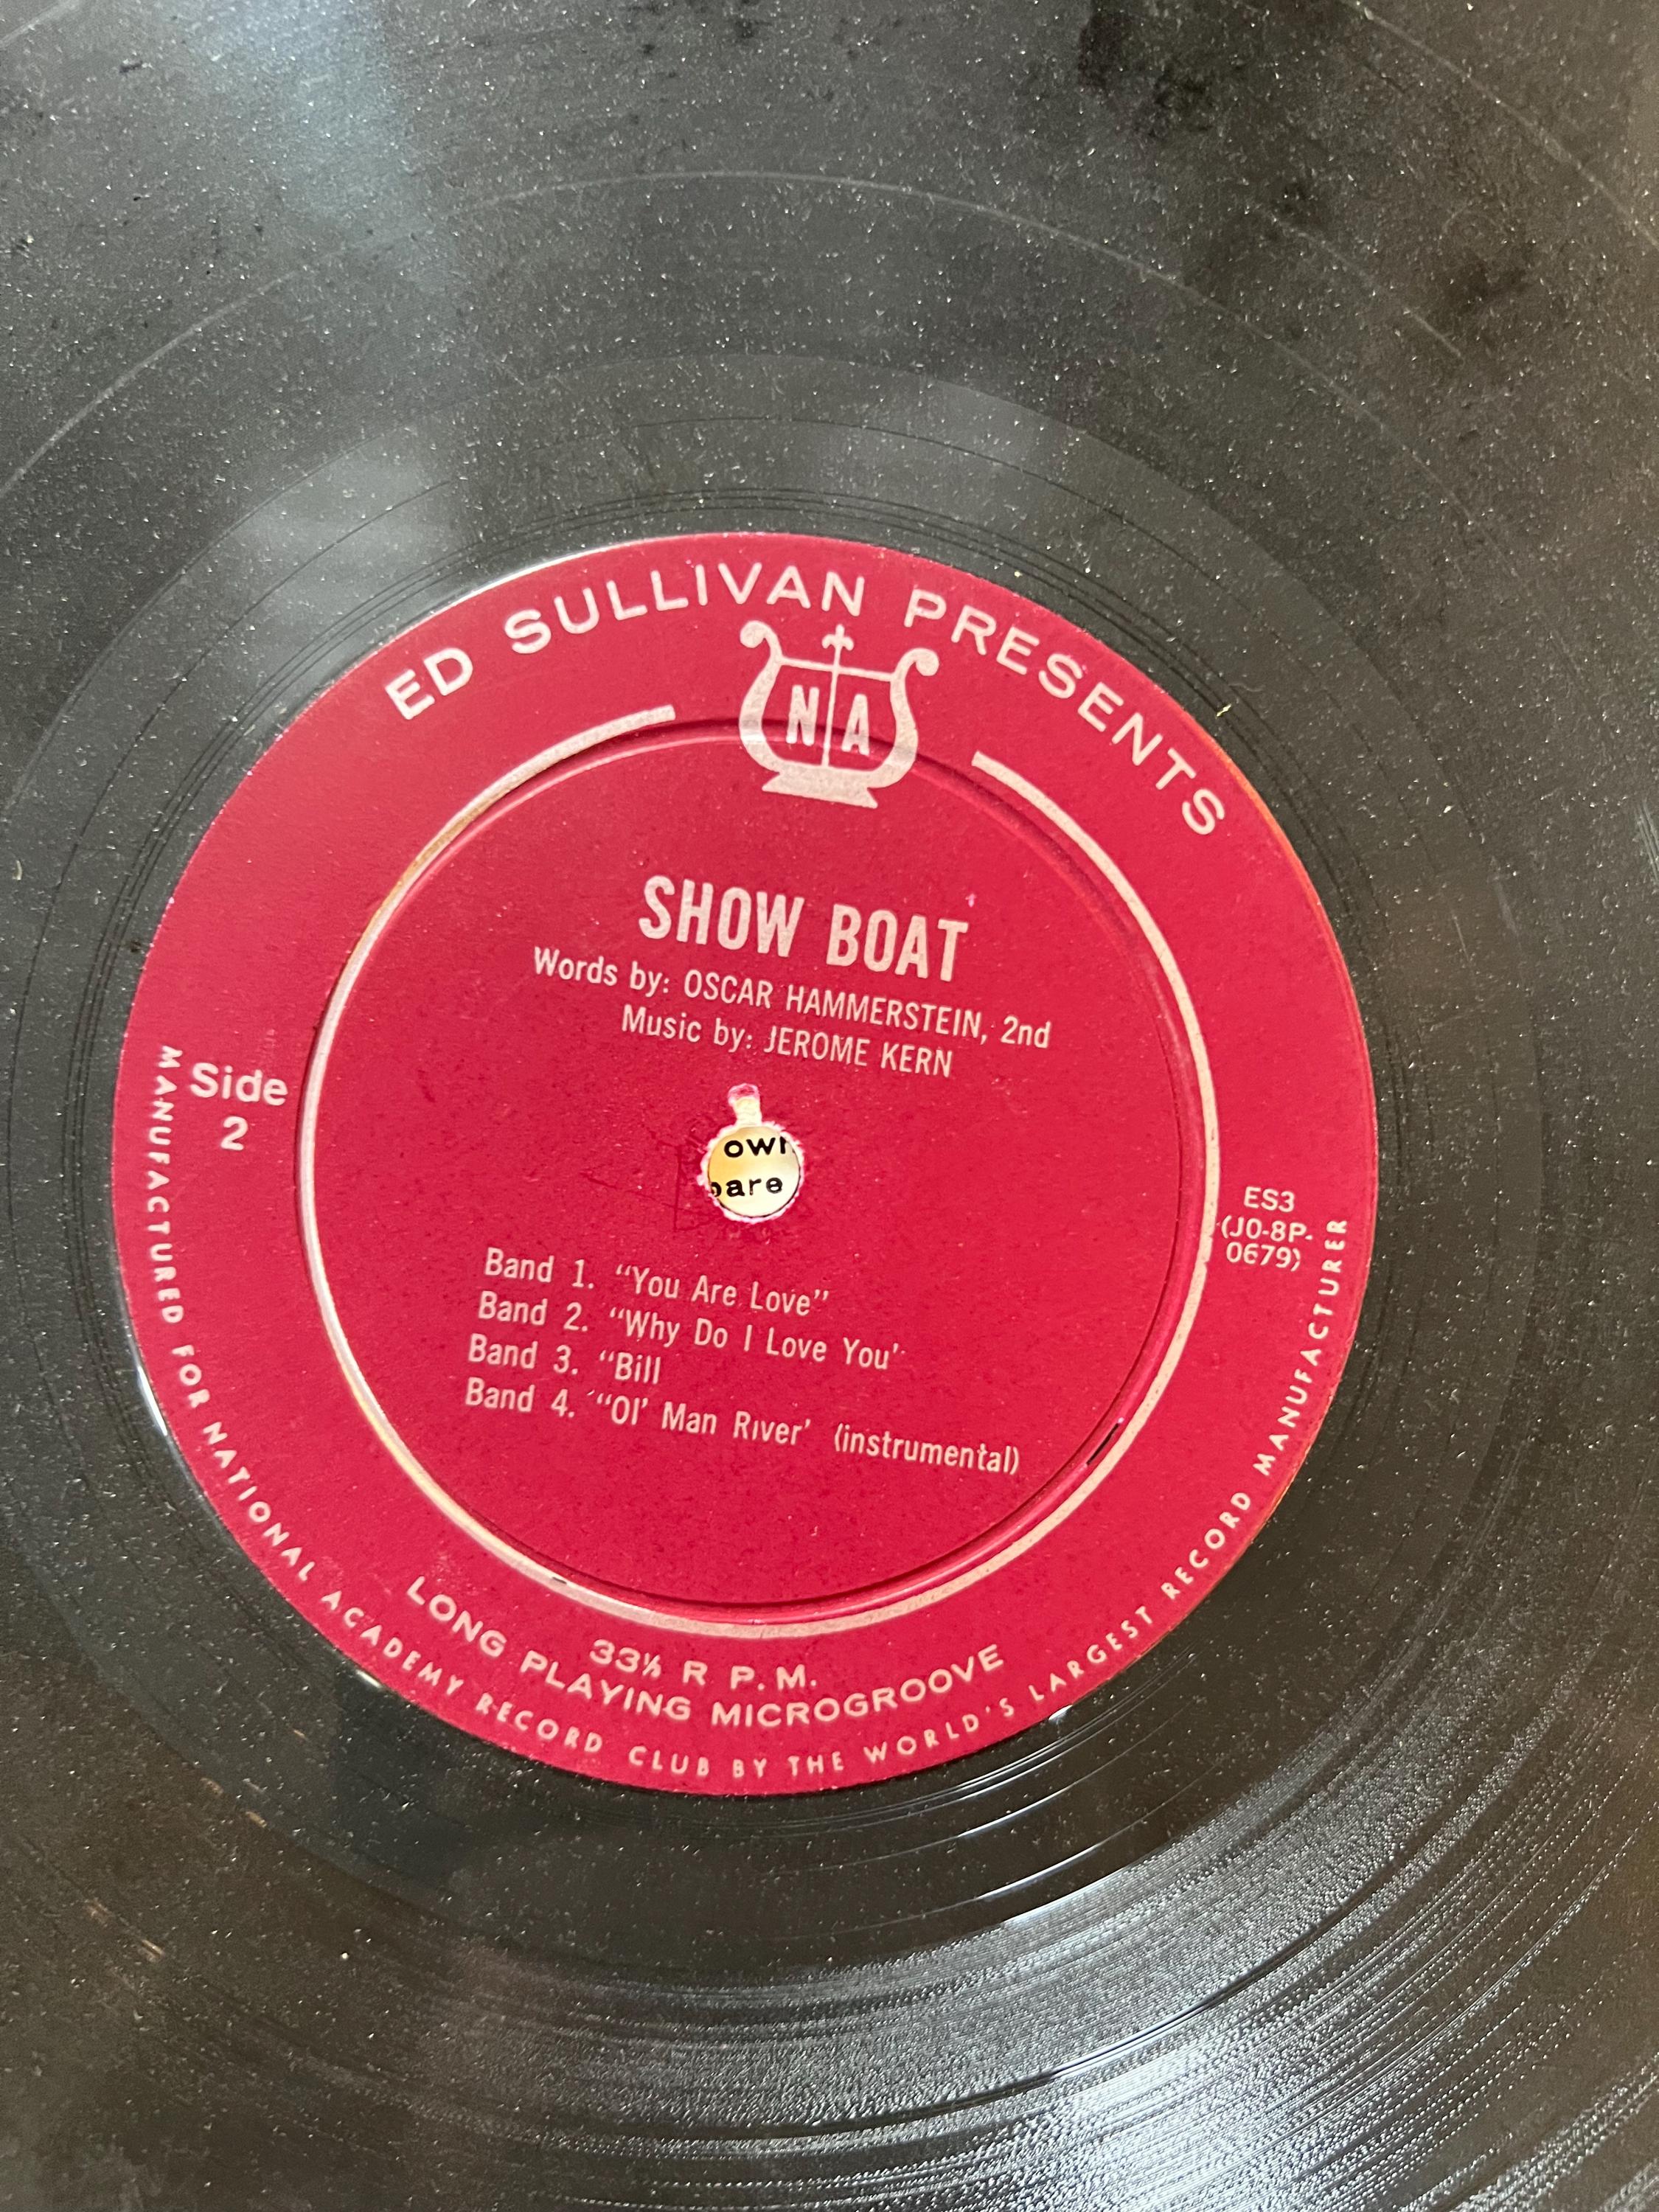 ED SULLIVAN PRESENTS
N A
SHOW BOAT
Words by: OSCAR HAMMERSTEIN, 2nd
Music by: JEROME KERN
Side
2
ES3
(J0-8P-
0679)
Band 1. “You Are Love”
Band 2. “Why Do I Love You’
Band 3. “Bill
Band 4. “Ol’ Man River’ (instrumental)
33⅓ R P.M.
LONG PLAYING MICROGROOVE
MANUFACTURED FOR NATIONAL ACADEMY RECORD CLUB BY THE WORLD'S LARGEST RECORD MANUFACTURER